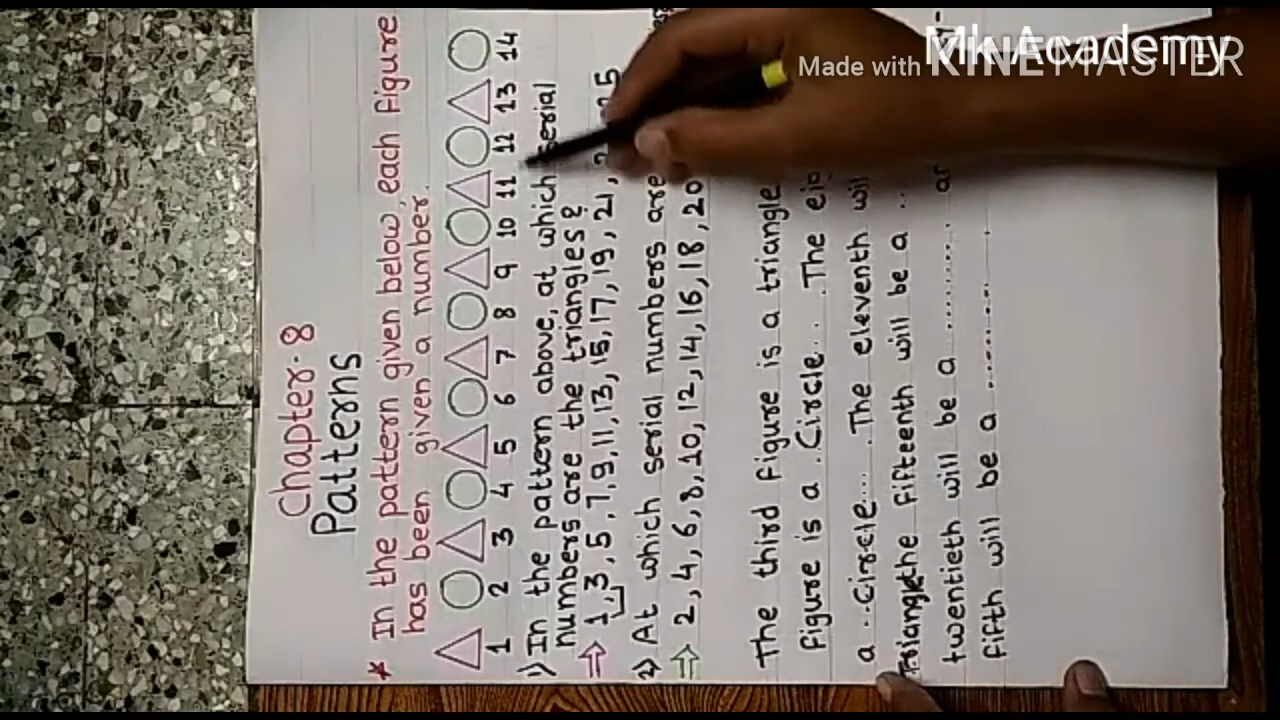 Chapter-8
Patterns
* In the pattern given below, each figure
has been given a number.
1 2 3 4 5 6 7 8 9 10 11 12 13 14
1) In the pattern above, at which serial
numbers are the triangles?
⇒ 1, 3, 5, 7, 9, 11, 13, 15, 17, 19, 21,
2) At which serial numbers are
⇒ 2, 4, 6, 8, 10, 12, 14, 16, 18, 20
The third figure is a triangle
figure is a .Circle... .The
a ..Circle.... .The eleventh
Triangle the fifteenth will be a ..
twentieth will be a ..........
fifth will be a ..........
Mk Academy
Made with KINEMASTER